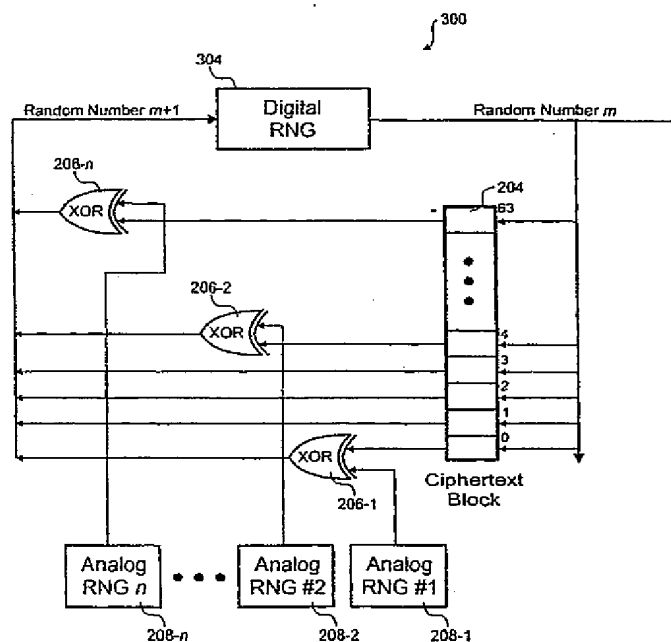 300
304
Random Number m+1
Digital
RNG
Random Number m
206-n
XOR
204
63
206-2
XOR
4
3
2
1
0
XOR
206-1
Ciphertext
Block
Analog
RNG n
Analog
RNG #2
Analog
RNG #1
208-n
208-2
208-1